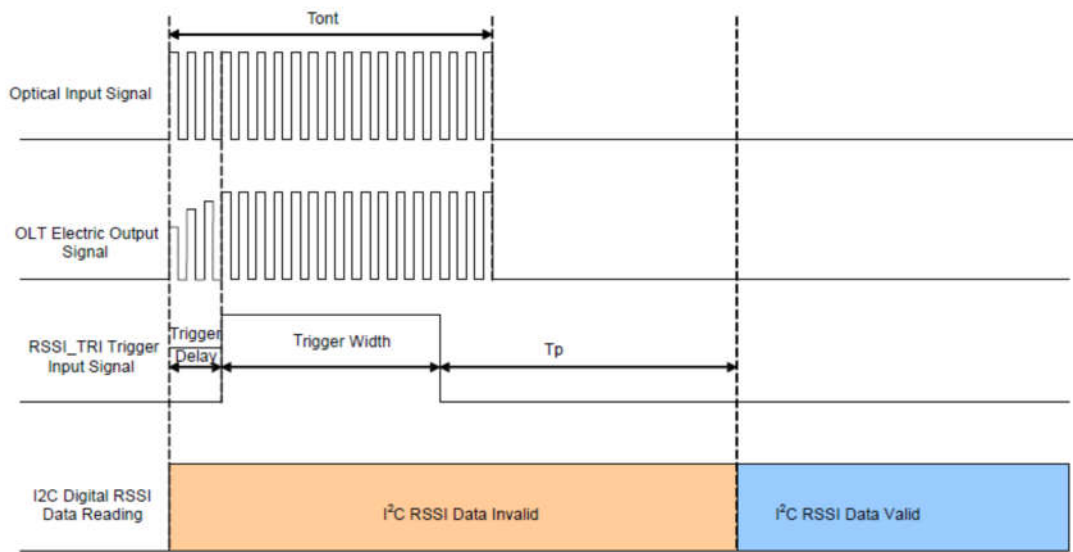 Tont
Optical Input Signal
OLT Electric Output
Signal
RSSI_TRI Trigger
Input Signal
Trigger
Delay
Trigger Width
Tp
I2C Digital RSSI
Data Reading
I²C RSSI Data Invalid
I²C RSSI Data Valid